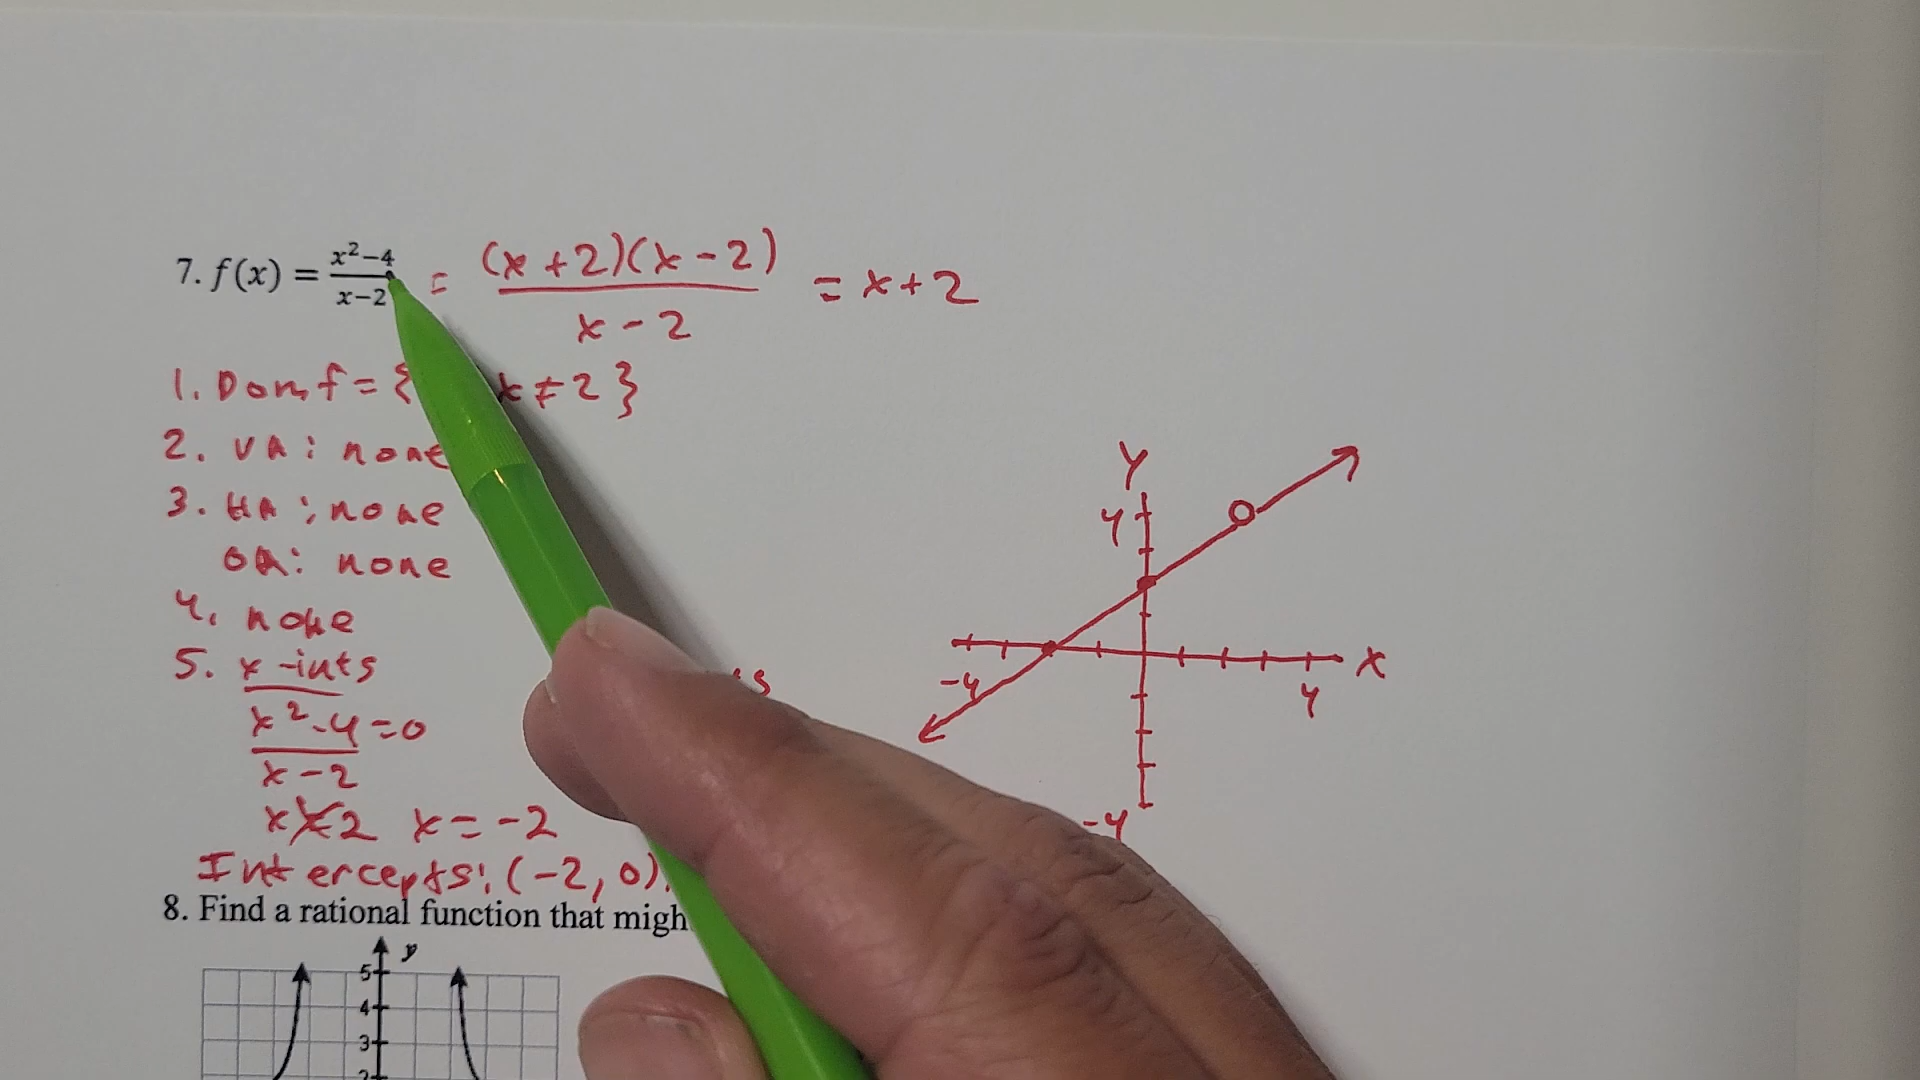 7. f(x) = x²−4 / x−2 = (x+2)(x−2) / x−2 = x+2
1. Dom f = { x ≠ 2 }
2. VA: none
3. HA: none
OA: none
4. none
5. x-ints
x²-4 / x-2 = 0
x = 2 x = -2
Intercepts: (-2, 0),
8. Find a rational function that
y
5
4
3
2
Y
4
X
-4
4
-4